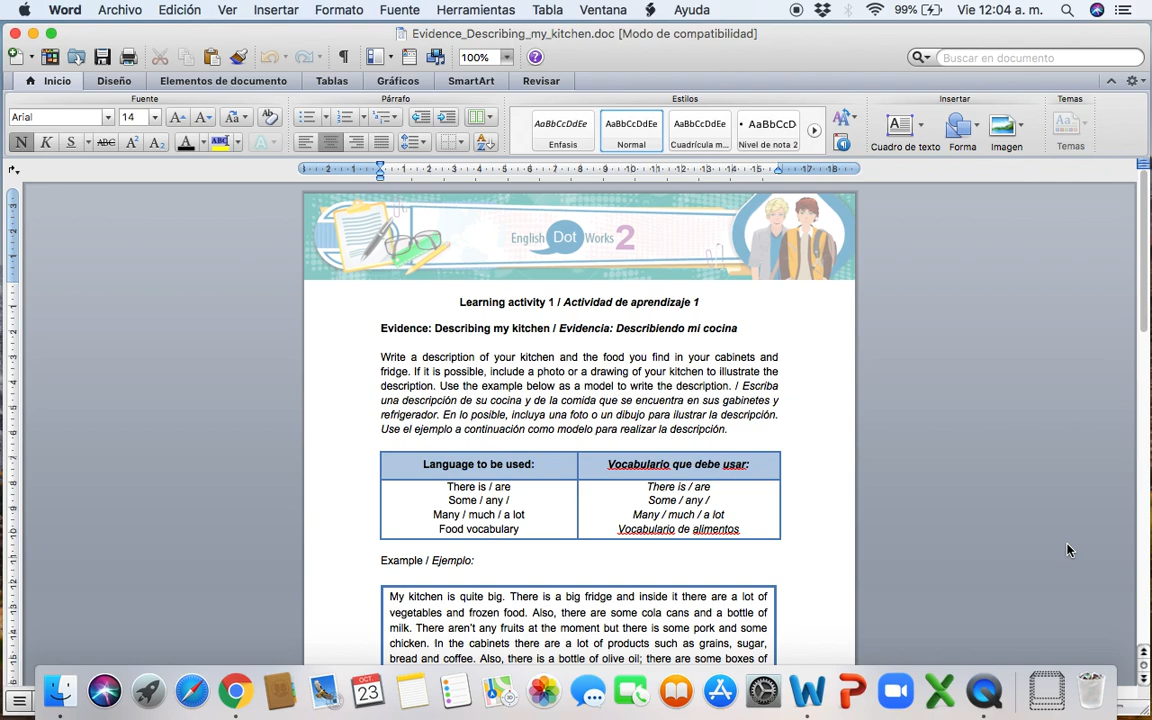 Word Archivo Edición Ver Insertar Formato Fuente Herramientas Tabla Ventana Ayuda 99% Vie 12:04 a. m.
Evidence_Describing_my_kitchen.doc [Modo de compatibilidad]
100% Buscar en documento
Inicio Diseño Elementos de documento Tablas Gráficos SmartArt Revisar
Fuente Párrafo Estilos Insertar Temas
Arial 14 AaBbCcDdEe AaBbCcDdEe AaBbCcDdEe • AaBbCcD
N K S ABC A² A₂ A ABC A
Enfasis Normal Cuadrícula m... Nivel de nota 2 Cuadro de texto Forma Imagen Temas
English Dot Works 2
Learning activity 1 / Actividad de aprendizaje 1
Evidence: Describing my kitchen / Evidencia: Describiendo mi cocina
Write a description of your kitchen and the food you find in your cabinets and
fridge. If it is possible, include a photo or a drawing of your kitchen to illustrate the
description. Use the example below as a model to write the description. / Escriba
una descripción de su cocina y de la comida que se encuentra en sus gabinetes y
refrigerador. En lo posible, incluya una foto o un dibujo para ilustrar la descripción.
Use el ejemplo a continuación como modelo para realizar la descripción.
Language to be used: Vocabulario que debe usar:
There is / are There is / are
Some / any / Some / any /
Many / much / a lot Many / much / a lot
Food vocabulary Vocabulario de alimentos
Example / Ejemplo:
My kitchen is quite big. There is a big fridge and inside it there are a lot of
vegetables and frozen food. Also, there are some cola cans and a bottle of
milk. There aren't any fruits at the moment but there is some pork and some
chicken. In the cabinets there are a lot of products such as grains, sugar,
bread and coffee. Also, there is a bottle of olive oil; there are some boxes of
OCT
23